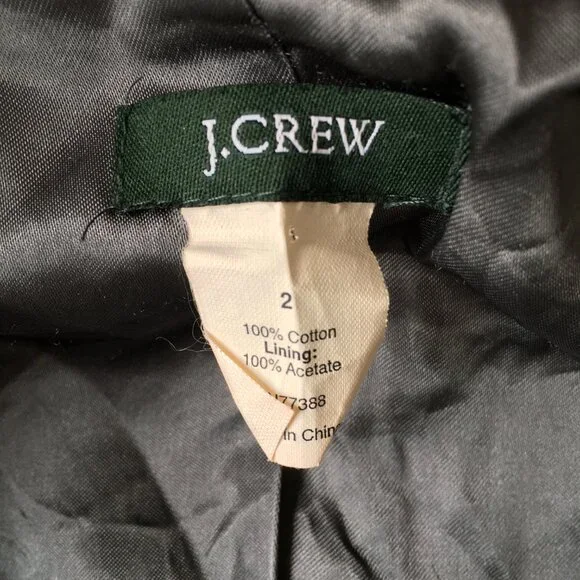 J.CREW
2
100% Cotton
Lining:
100% Acetate
77388
in Chin